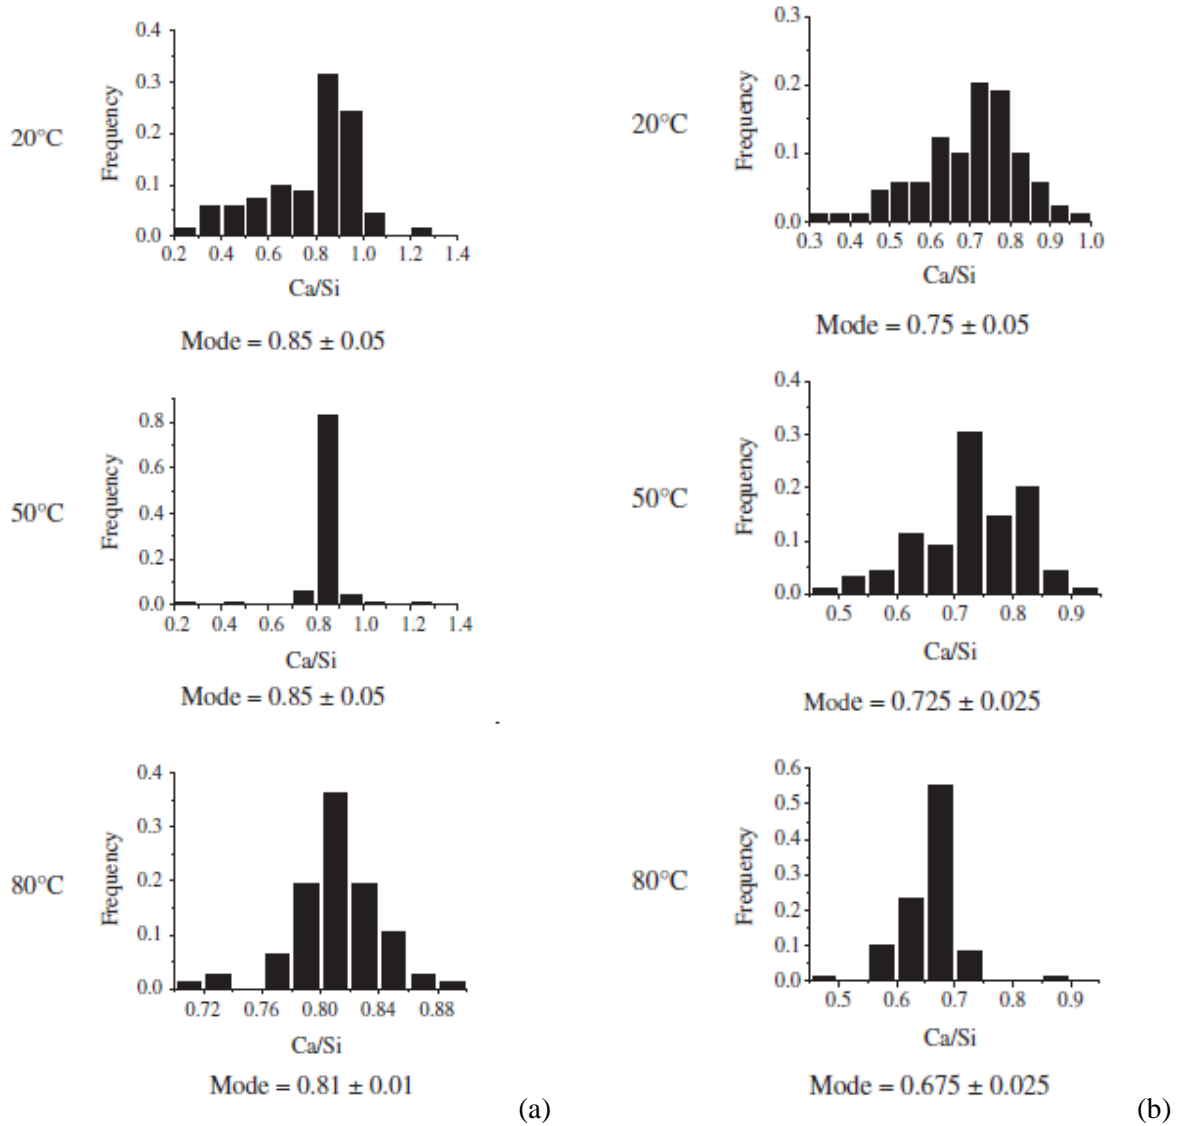 20°C
Frequency
0.4
0.3
0.2
0.1
0.0
0.2 0.4 0.6 0.8 1.0 1.2 1.4
Ca/Si
Mode = 0.85 ± 0.05
50°C
Frequency
0.8
0.6
0.4
0.2
0.0
0.2 0.4 0.6 0.8 1.0 1.2 1.4
Ca/Si
Mode = 0.85 ± 0.05
80°C
Frequency
0.4
0.3
0.2
0.1
0.0
0.72 0.76 0.80 0.84 0.88
Ca/Si
Mode = 0.81 ± 0.01
(a)
20°C
Frequency
0.3
0.2
0.1
0.0
0.3 0.4 0.5 0.6 0.7 0.8 0.9 1.0
Ca/Si
Mode = 0.75 ± 0.05
50°C
Frequency
0.4
0.3
0.2
0.1
0.0
0.5 0.6 0.7 0.8 0.9
Ca/Si
Mode = 0.725 ± 0.025
80°C
Frequency
0.6
0.5
0.4
0.3
0.2
0.1
0.0
0.5 0.6 0.7 0.8 0.9
Ca/Si
Mode = 0.675 ± 0.025
(b)